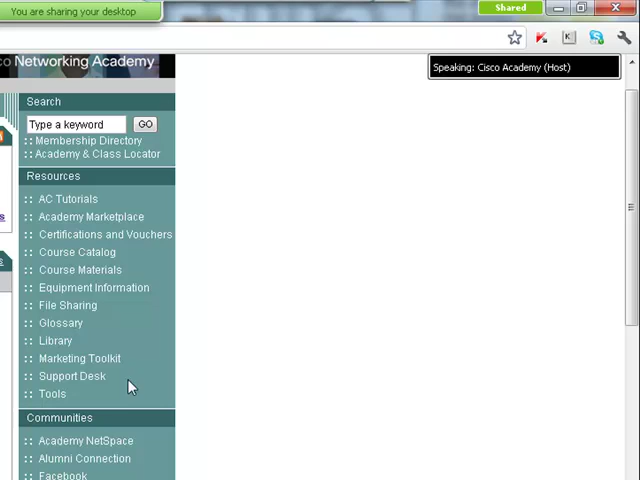 You are sharing your desktop
Shared
Networking Academy
Speaking: Cisco Academy (Host)
Search
Type a keyword
GO
:: Membership Directory
:: Academy & Class Locator
Resources
:: AC Tutorials
:: Academy Marketplace
:: Certifications and Vouchers
:: Course Catalog
:: Course Materials
:: Equipment Information
:: File Sharing
:: Glossary
:: Library
:: Marketing Toolkit
:: Support Desk
:: Tools
Communities
:: Academy NetSpace
:: Alumni Connection
:: Facebook